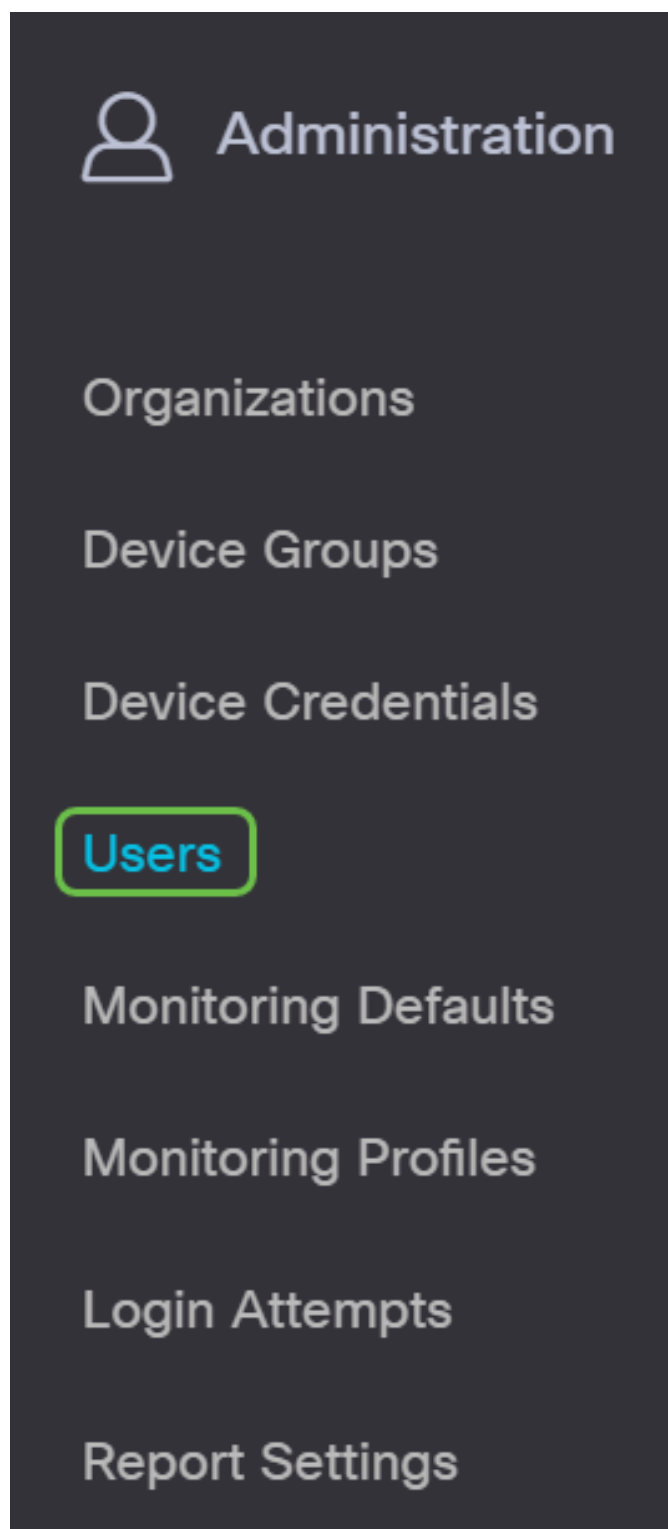 Administration
Organizations
Device Groups
Device Credentials
Users
Monitoring Defaults
Monitoring Profiles
Login Attempts
Report Settings